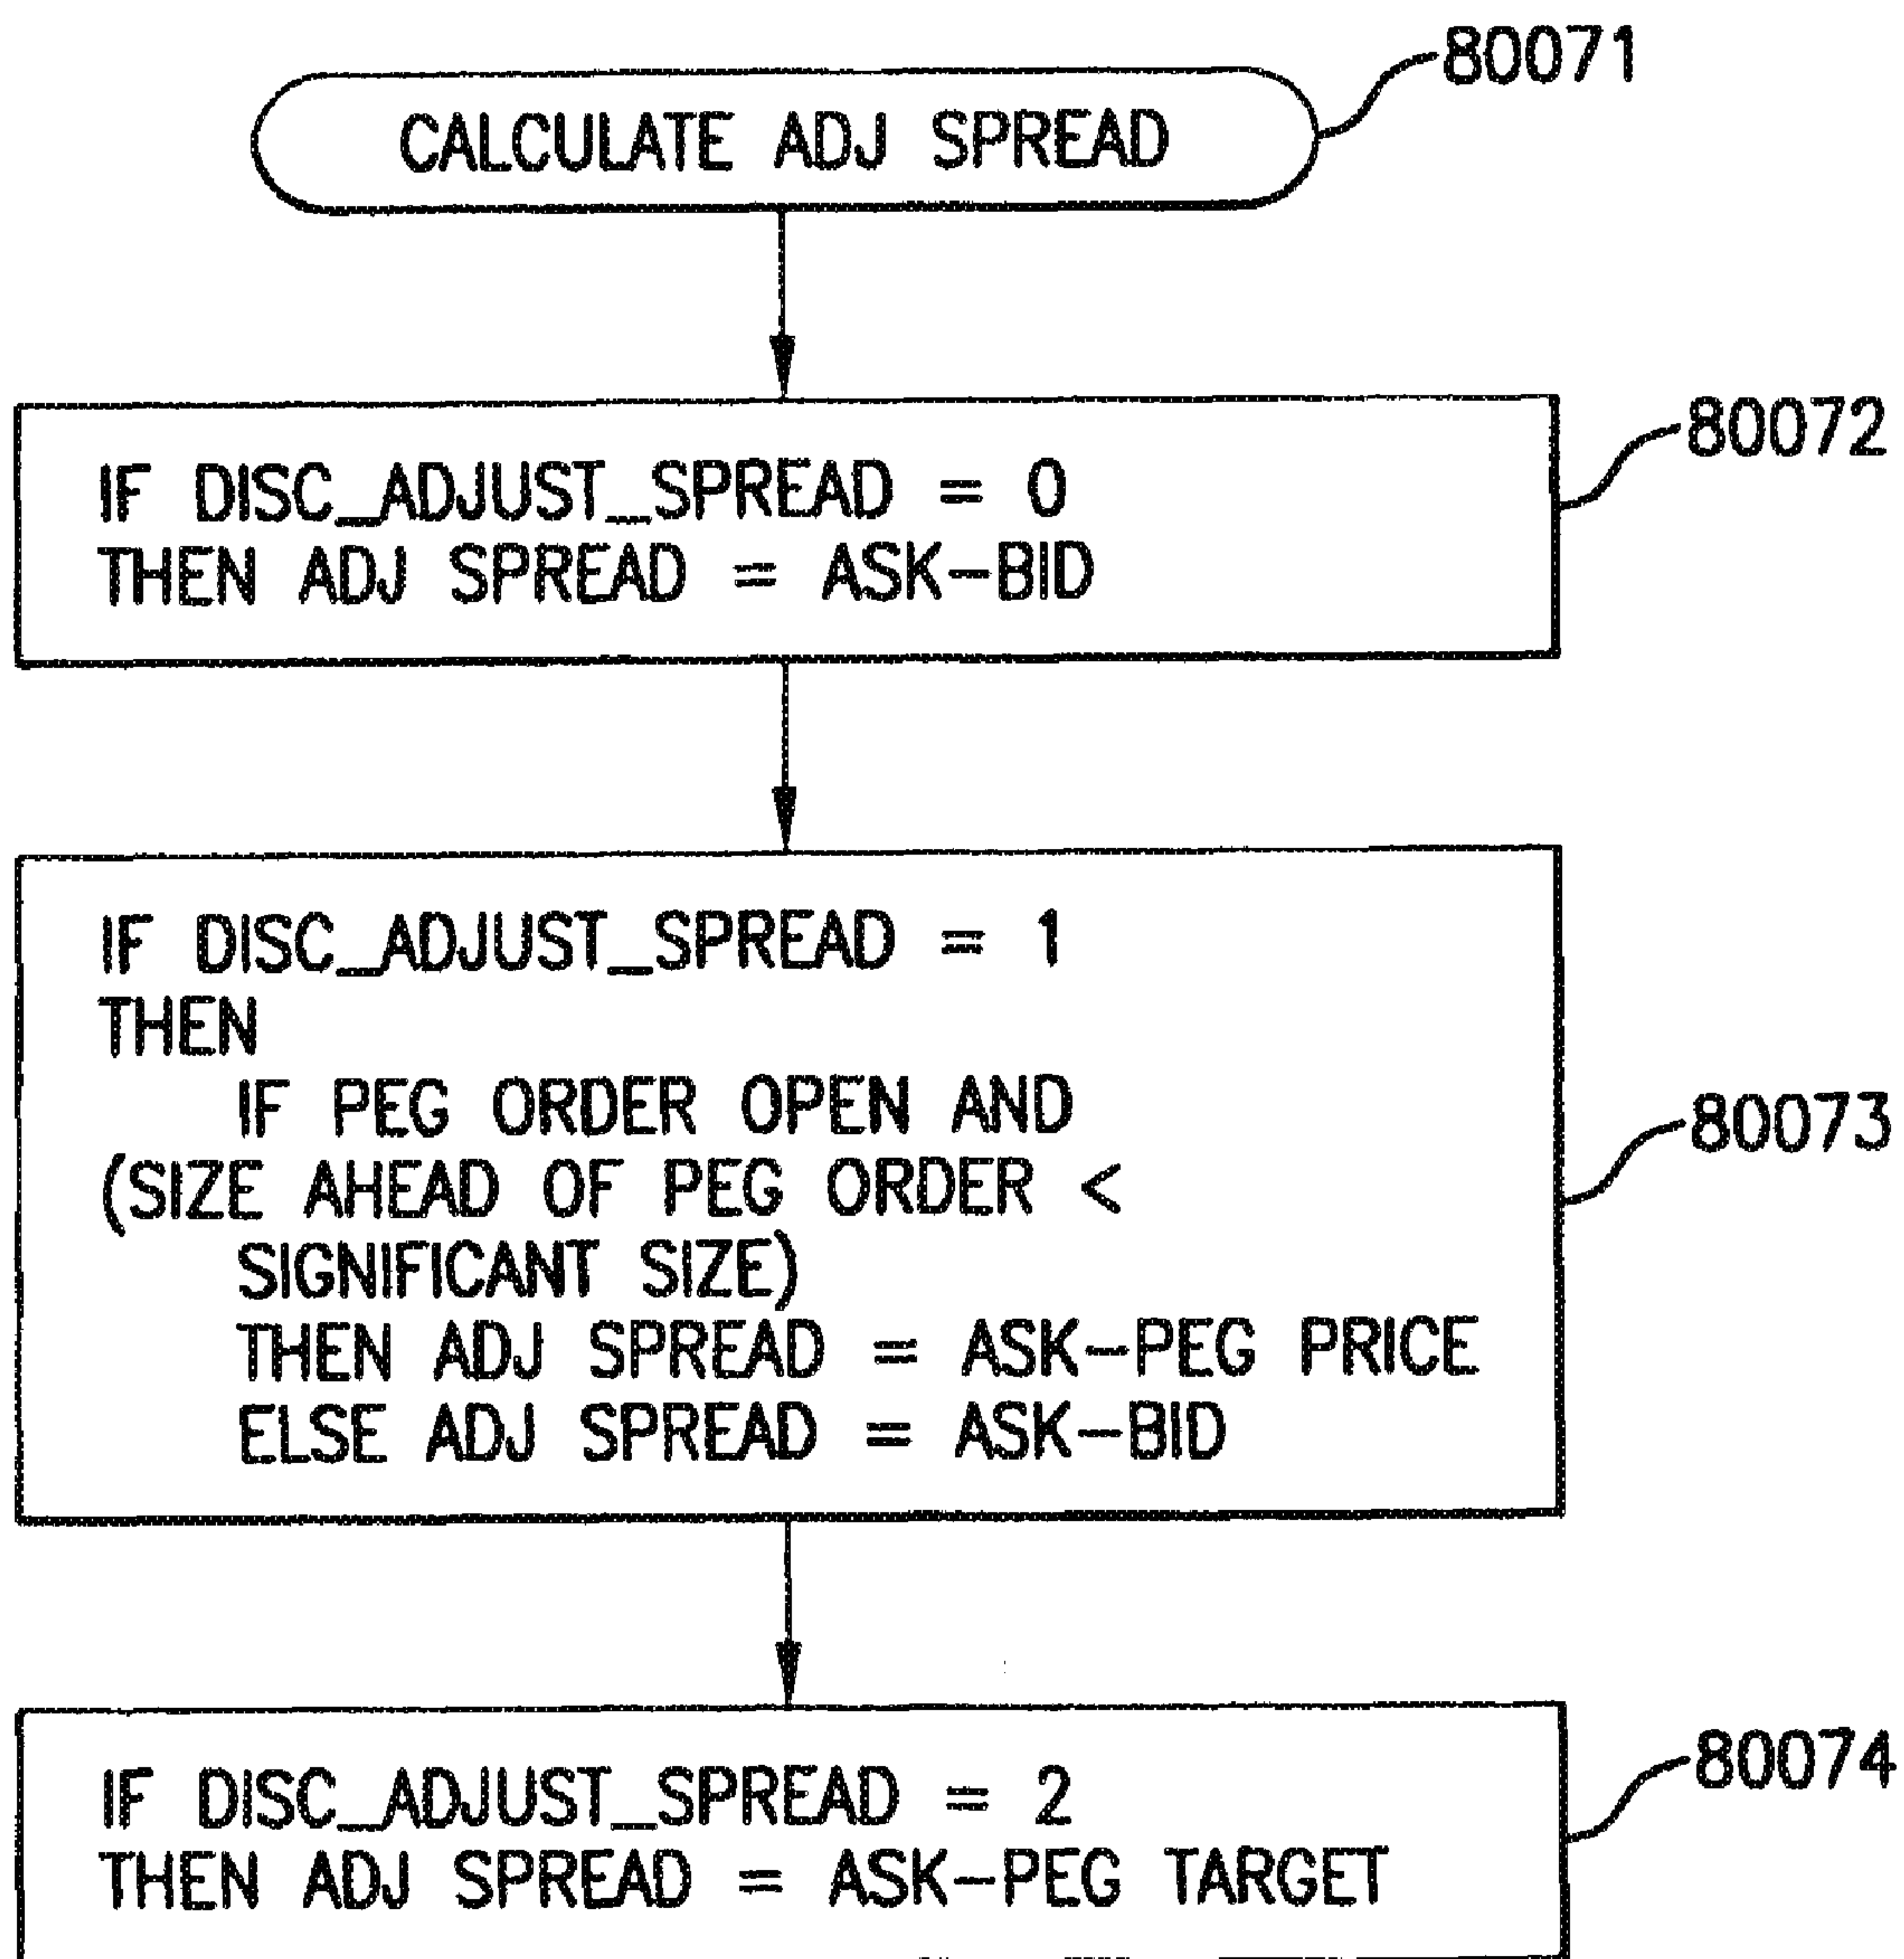 80071
CALCULATE ADJ SPREAD
80072
IF DISC_ADJUST_SPREAD = 0
THEN ADJ SPREAD = ASK-BID
IF DISC_ADJUST_SPREAD = 1
THEN
IF PEG ORDER OPEN AND
(SIZE AHEAD OF PEG ORDER <
SIGNIFICANT SIZE)
THEN ADJ SPREAD = ASK-PEG PRICE
ELSE ADJ SPREAD = ASK-BID
80073
IF DISC_ADJUST_SPREAD = 2
THEN ADJ SPREAD = ASK-PEG TARGET
80074